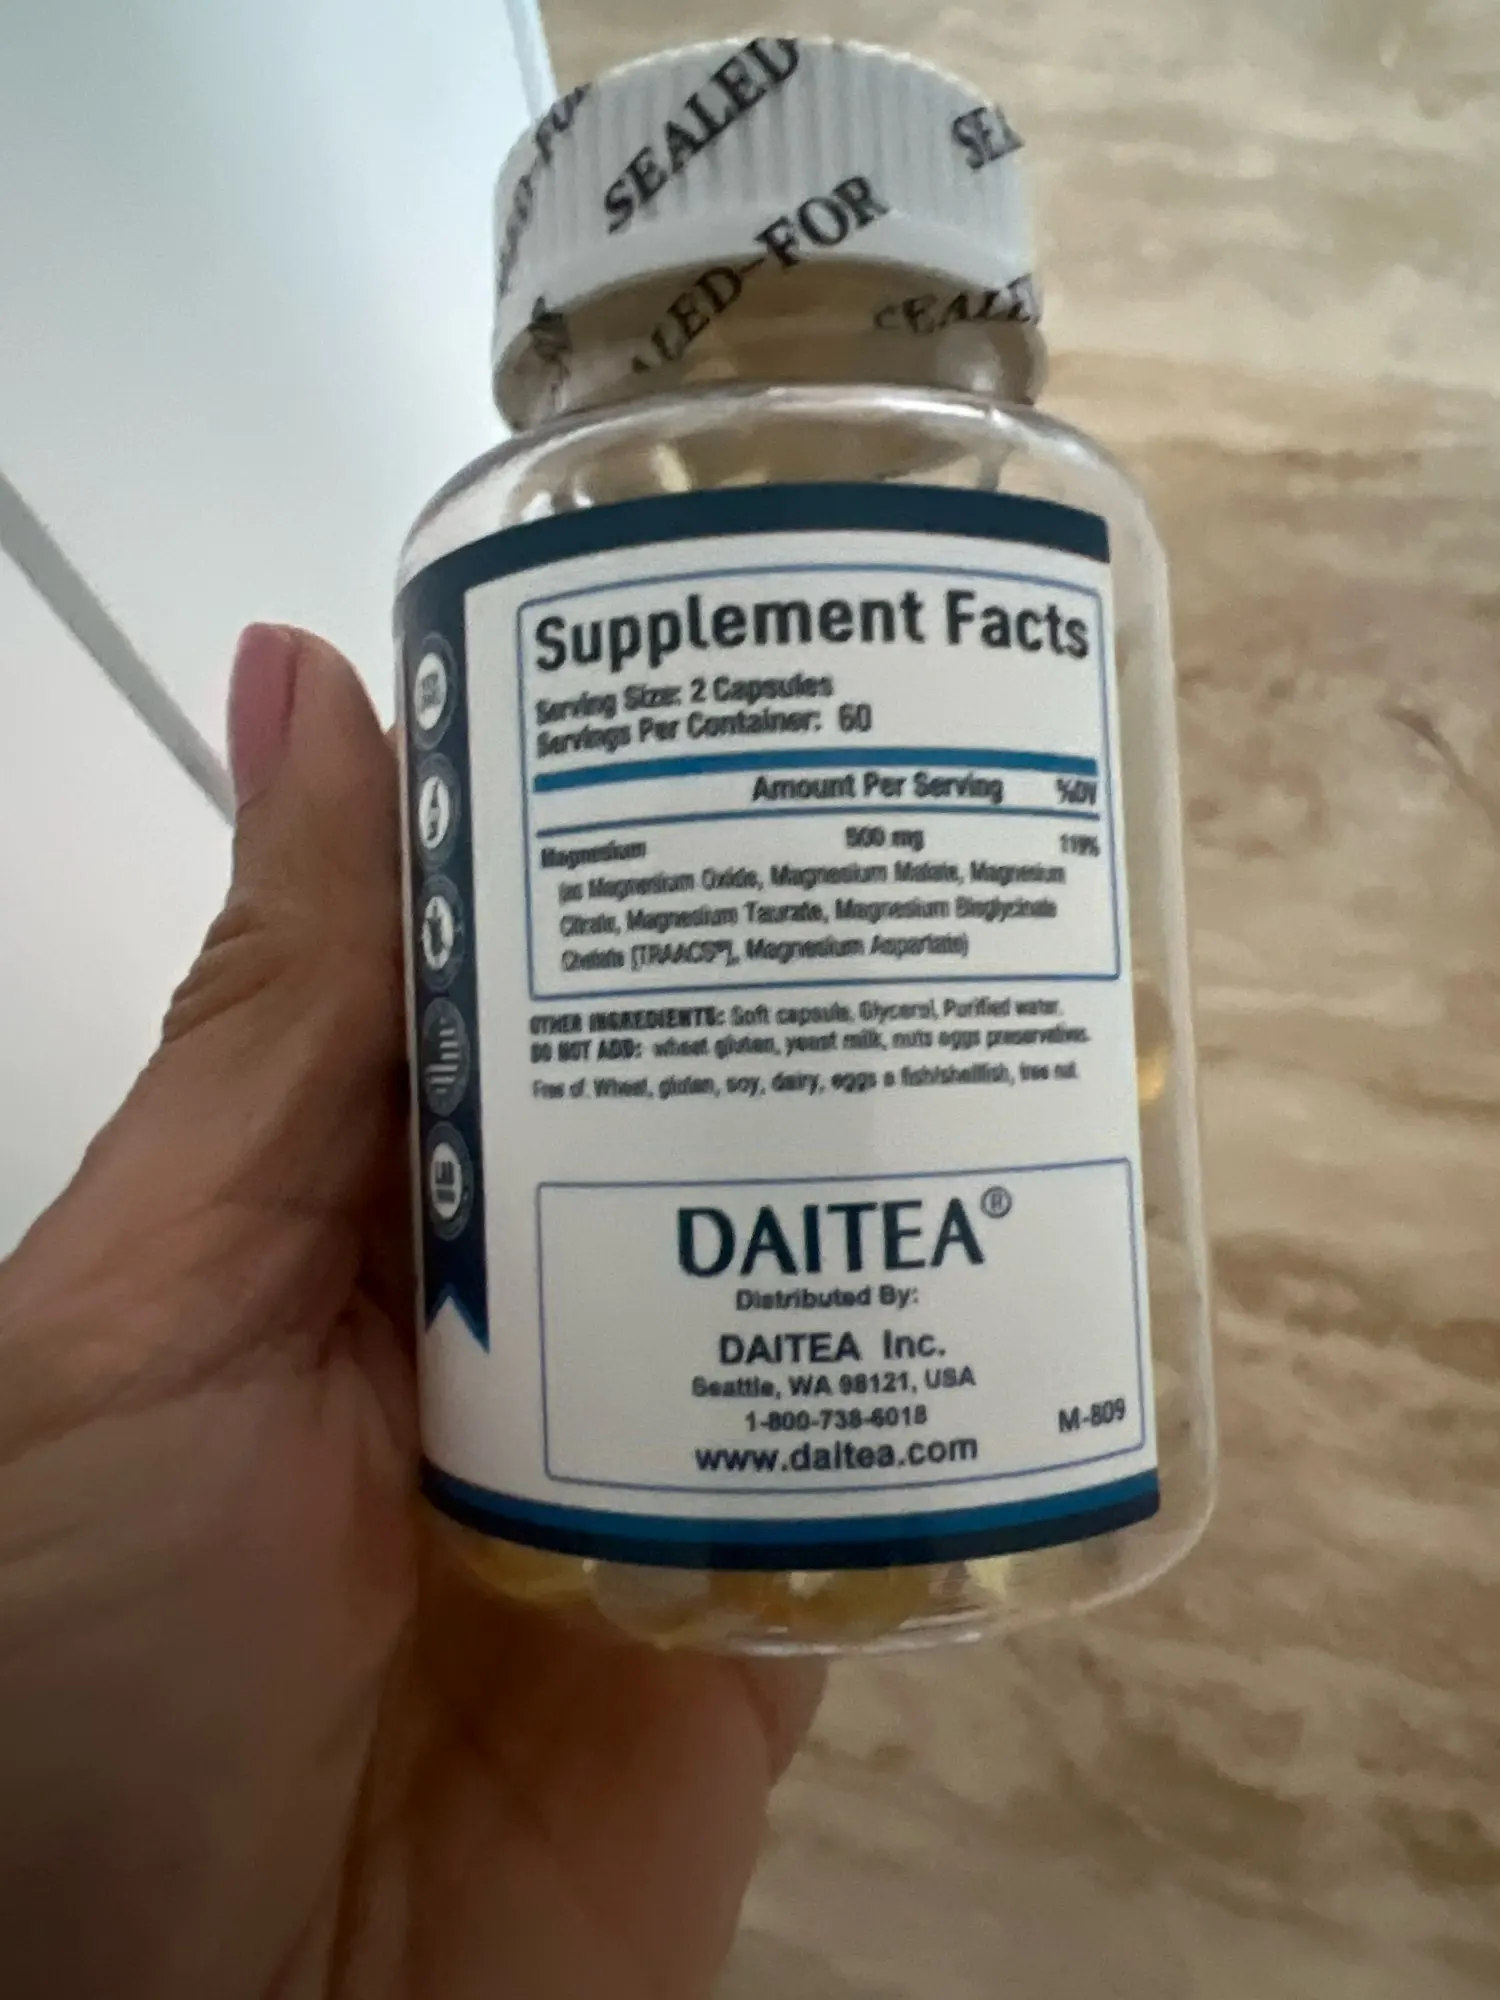 SEALED
SEALED-FOR
SEALED
Supplement Facts
Serving Size: 2 Capsules
Servings Per Container: 60
Amount Per Serving %DV
Magnesium 500 mg 119%
(as Magnesium Oxide, Magnesium Malate, Magnesium
Citrate, Magnesium Taurate, Magnesium Bisglycinate
Chelate [TRAACS®], Magnesium Aspartate)
OTHER INGREDIENTS: Soft capsule, Glycerol, Purified water.
DO NOT ADD: wheat gluten, yeast milk, nuts eggs preservatives.
Free of: Wheat, gluten, soy, dairy, eggs o fish/shellfish, tree nut
DAITEA®
Distributed By:
DAITEA Inc.
Seattle, WA 98121, USA
1-800-738-6018
www.daitea.com
M-809
LAB